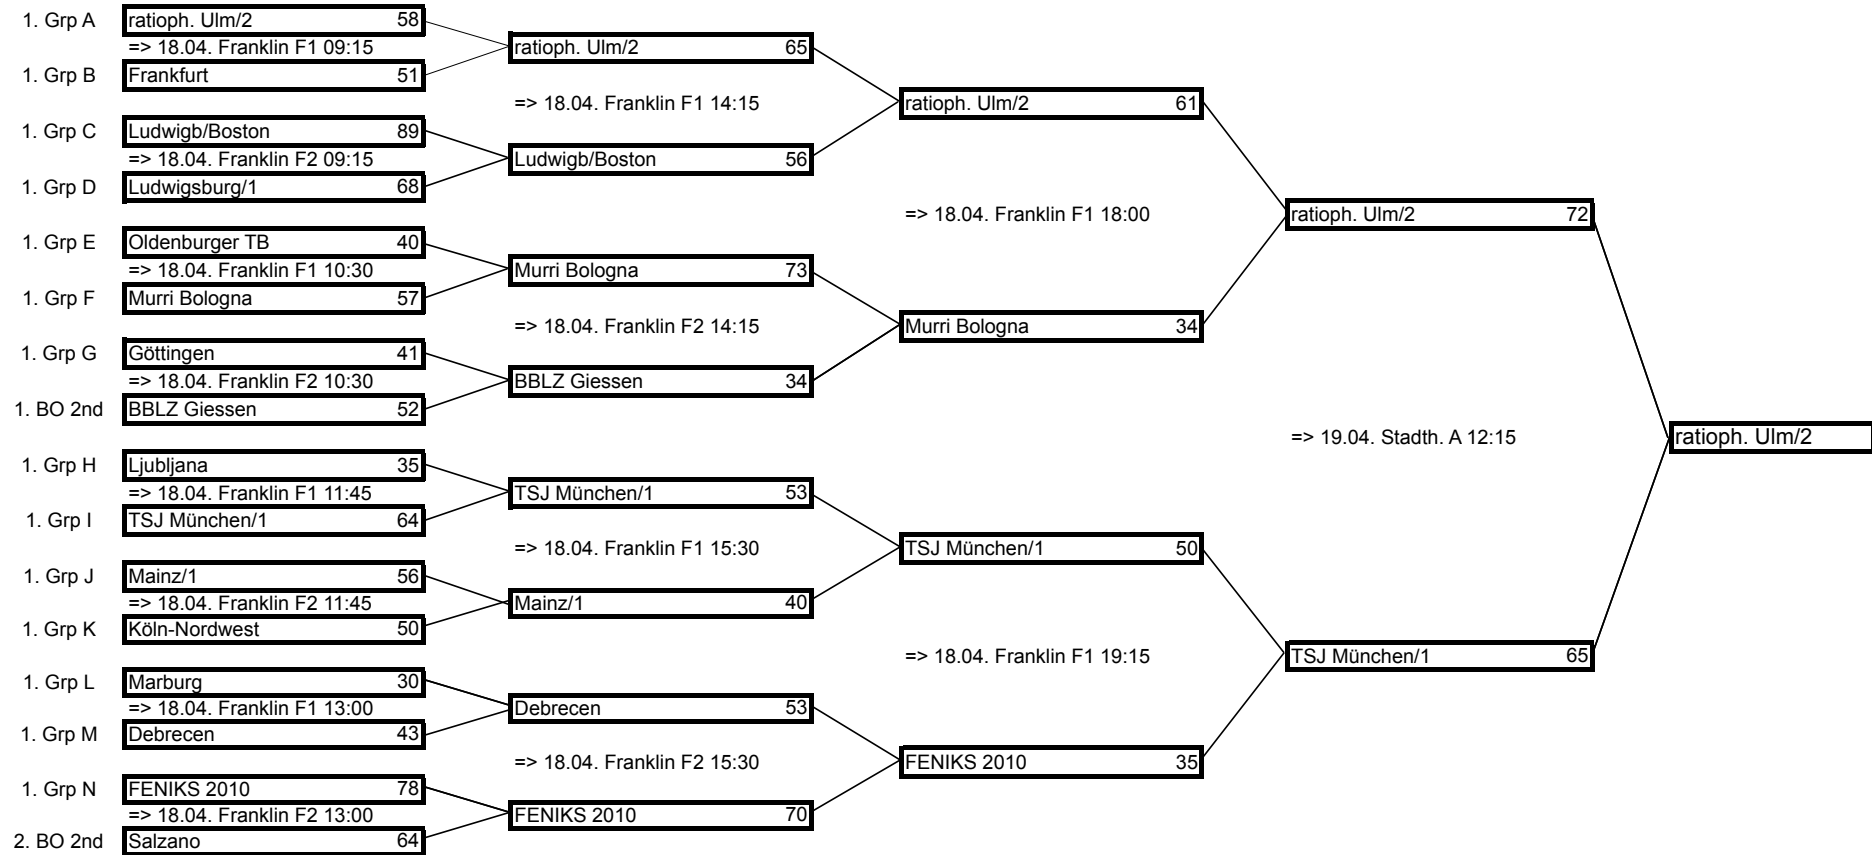 1. Grp A ratioph. Ulm/2 58
=> 18.04. Franklin F1 09:15
1. Grp B Frankfurt 51
1. Grp C Ludwigb/Boston 89
=> 18.04. Franklin F2 09:15
1. Grp D Ludwigsburg/1 68
1. Grp E Oldenburger TB 40
=> 18.04. Franklin F1 10:30
1. Grp F Murri Bologna 57
1. Grp G Göttingen 41
=> 18.04. Franklin F2 10:30
1. BO 2nd BBLZ Giessen 52
1. Grp H Ljubljana 35
=> 18.04. Franklin F1 11:45
1. Grp I TSJ München/1 64
1. Grp J Mainz/1 56
=> 18.04. Franklin F2 11:45
1. Grp K Köln-Nordwest 50
1. Grp L Marburg 30
=> 18.04. Franklin F1 13:00
1. Grp M Debrecen 43
1. Grp N FENIKS 2010 78
=> 18.04. Franklin F2 13:00
2. BO 2nd Salzano 64
ratioph. Ulm/2 65
=> 18.04. Franklin F1 14:15
Ludwigb/Boston 56
Murri Bologna 73
=> 18.04. Franklin F2 14:15
BBLZ Giessen 34
TSJ München/1 53
=> 18.04. Franklin F1 15:30
Mainz/1 40
Debrecen 53
=> 18.04. Franklin F2 15:30
FENIKS 2010 70
ratioph. Ulm/2 61
=> 18.04. Franklin F1 18:00
Murri Bologna 34
TSJ München/1 50
=> 18.04. Franklin F1 19:15
FENIKS 2010 35
ratioph. Ulm/2 72
=> 19.04. Stadth. A 12:15
TSJ München/1 65
ratioph. Ulm/2